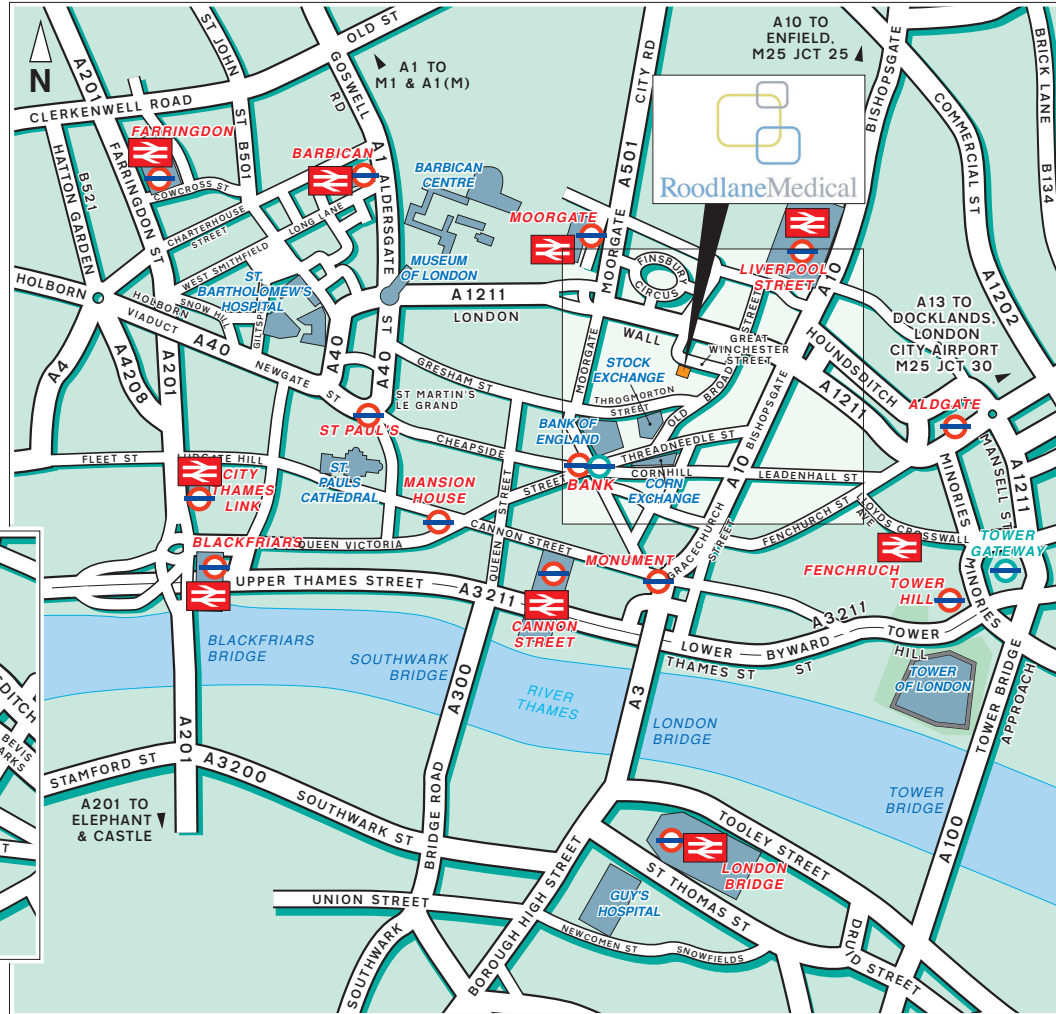 N
A201
ST JOHN
ST B501
GOSWELL
RD
OLD ST
A1 TO
M1 & A1(M)
CITY RD
A10 TO
ENFIELD,
M25 JCT 25
BISHOPSGATE
BRICK LANE
B134
COMMERCIAL ST
CLERKENWELL ROAD
FARRINGDON
HATTON GARDEN
B521
FARRINGDON ST
COWCROSS ST
BARBICAN
A1
ALDERSGATE
ST
BARBICAN
CENTRE
A501
RoodlaneMedical
CHARTERHOUSE
STREET
LONG LANE
WEST SMITHFIELD
MOORGATE
MOORGATE
MUSEUM
OF LONDON
FINSBURY
CIRCUS
LIVERPOOL
STREET
A10
A1202
HOLBORN
HOLBORN
VIADUCT
SNOW HILL
GILTSP
ST.
BARTHOLOMEW'S
HOSPITAL
A1211
LONDON
WALL
A13 TO
DOCKLANDS,
LONDON
CITY AIRPORT
M25 JCT 30
A4
A4208
A201
A40
NEWGATE
ST
A40
A40
GRESHAM ST
ST MARTIN'S
LE GRAND
MOORGATE
STOCK
EXCHANGE
GREAT
WINCHESTER
STREET
THROGMORTON
STREET
OLD
BROAD
STREET
HOUNDSDITCH
A1211
ALDGATE
ST PAUL'S
CHEAPSIDE
BANK OF
ENGLAND
THREADNEEDLE ST
BISHOPSGATE
A10
MANSELL ST
A1211
FLEET ST
UDGATE HILL
CITY
THAMES
LINK
ST.
PAULS
CATHEDRAL
MANSION
HOUSE
STREET
BANK
CORNHILL
CORN
EXCHANGE
LEADENHALL ST
MINORIES
BLACKFRIARS
QUEEN VICTORIA
STREET
QUEEN
CANNON STREET
MONUMENT
GRACECHURCH
STREET
FENCHURCH ST
LLOYDS
AVE
CROSSWALL
FENCHRUCH
TOWER
GATEWAY
TOWER
HILL
MINORIES
UPPER THAMES STREET
A3211
CANNON
STREET
A3211
LOWER
THAMES ST
BYWARD
ST
TOWER
HILL
TOWER
OF LONDON
BLACKFRIARS
BRIDGE
SOUTHWARK
BRIDGE
RIVER
THAMES
A300
A3
LONDON
BRIDGE
TOWER BRIDGE
APPROACH
TOWER
BRIDGE
A100
DITCH
BEVIS
ARKS
T
A201
STAMFORD ST
A3200
A201 TO
ELEPHANT
& CASTLE
SOUTHWARK ST
BRIDGE ROAD
SOUTHWARK
UNION STREET
BOROUGH HIGH STREET
TOOLEY STREET
LONDON
BRIDGE
ST THOMAS ST
GUY'S
HOSPITAL
NEWCOMEN ST
SNOWFIELDS
DRUID STREET